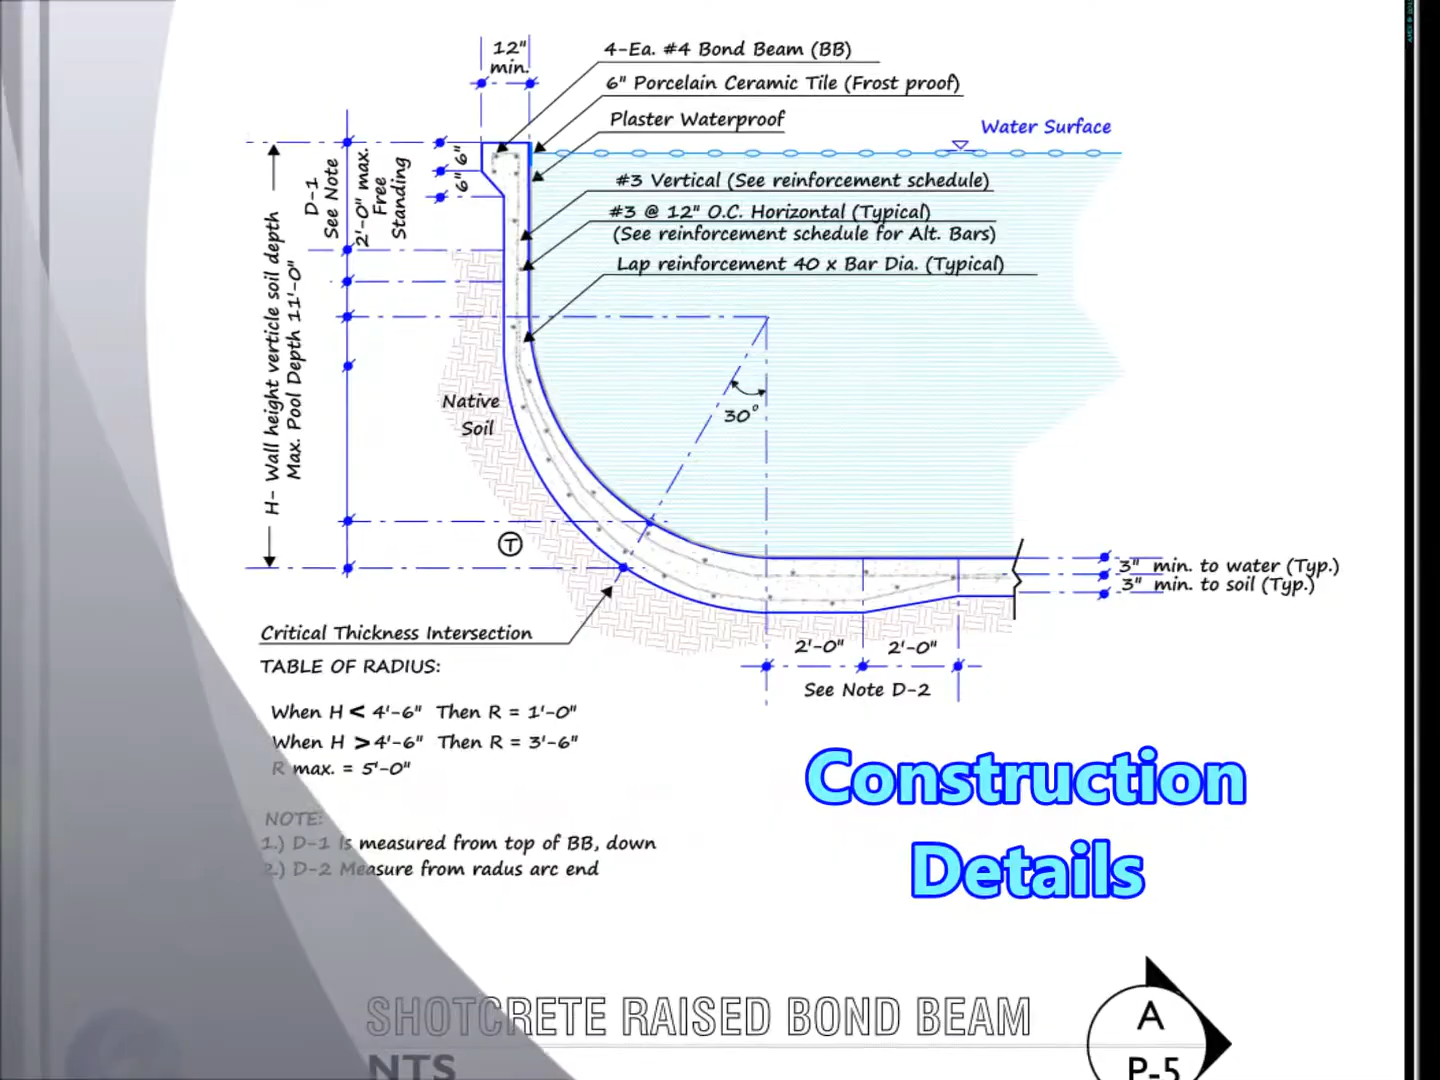 12"
min.
4-Ea. #4 Bond Beam (BB)
6" Porcelain Ceramic Tile (Frost proof)
Plaster Waterproof
Water Surface
#3 Vertical (See reinforcement schedule)
#3 @ 12" O.C. Horizontal (Typical)
(See reinforcement schedule for Alt. Bars)
Lap reinforcement 40 x Bar Dia. (Typical)
6" 6"
D-1
See Note
2'-0" max.
Free
Standing
H- Wall height verticle soil depth
Max. Pool Depth 11'-0"
Native
Soil
30°
T
3" min. to water (Typ.)
3" min. to soil (Typ.)
2'-0" 2'-0"
See Note D-2
Critical Thickness Intersection
TABLE OF RADIUS:
When H < 4'-6" Then R = 1'-0"
When H > 4'-6" Then R = 3'-6"
R max. = 5'-0"
NOTE:
1.) D-1 Is measured from top of BB, down
2.) D-2 Measure from radius arc end
Construction
Details
SHOTCRETE RAISED BOND BEAM
NTS
A
P-5